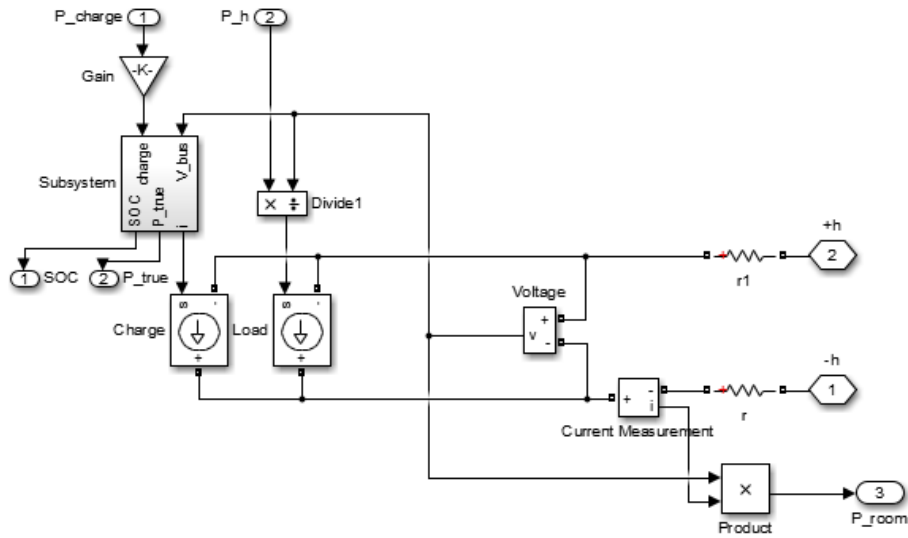 P_charge
1
P_h
2
Gain
-K-
Subsystem
charge
V_bus
SOC
P_true
i
× ÷
Divide1
1
SOC
2
P_true
Charge
s
-
+
Load
s
-
+
Voltage
+
v
-
r1
+h
2
-h
1
r
+
-
i
Current Measurement
×
Product
3
P_room